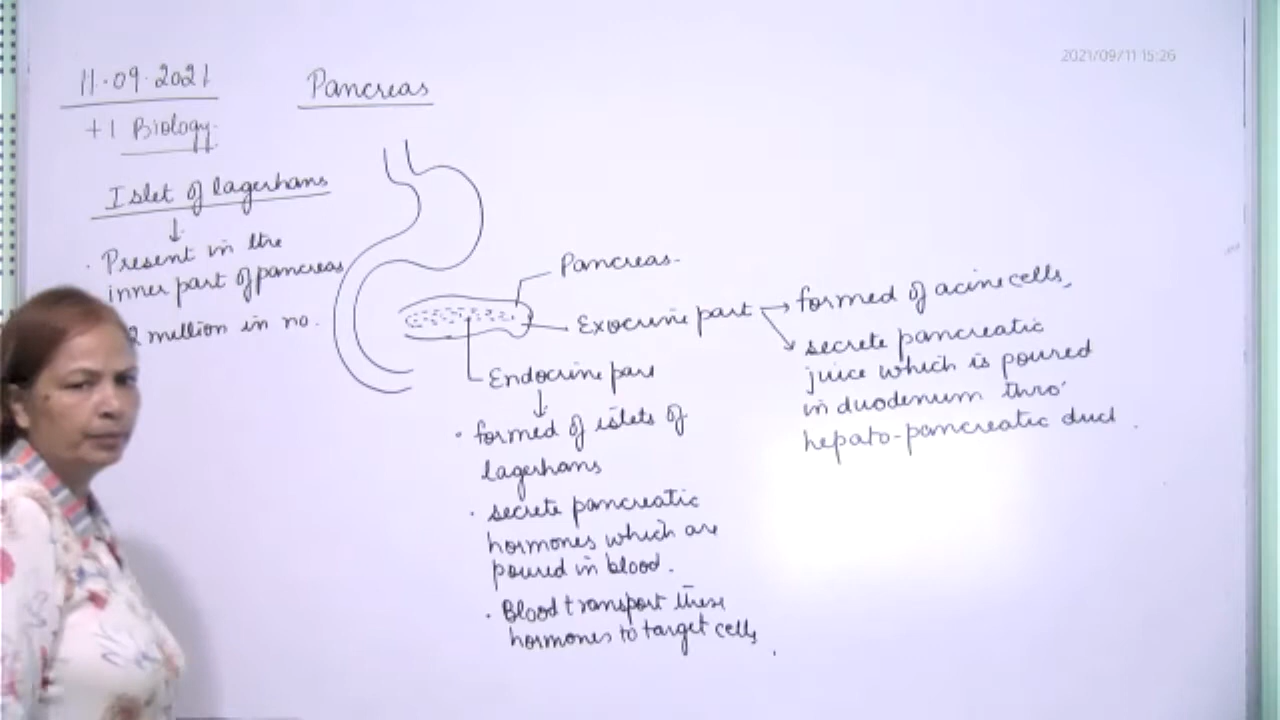 2021/09/11 15:26
11.09.2021
+1 Biology
Pancreas
Islet of lagerhans
Present in the
inner part of pancreas
2 million in no.
Pancreas
Exocrine part
formed of acine cells
secrete pancreatic
juice which is poured
in duodenum thro'
hepato-pancreatic duct.
Endocrine part
• formed of islets of
lagerhans
• secrete pancreatic
hormones which are
poured in blood.
• Blood transport these
hormones to target cells.